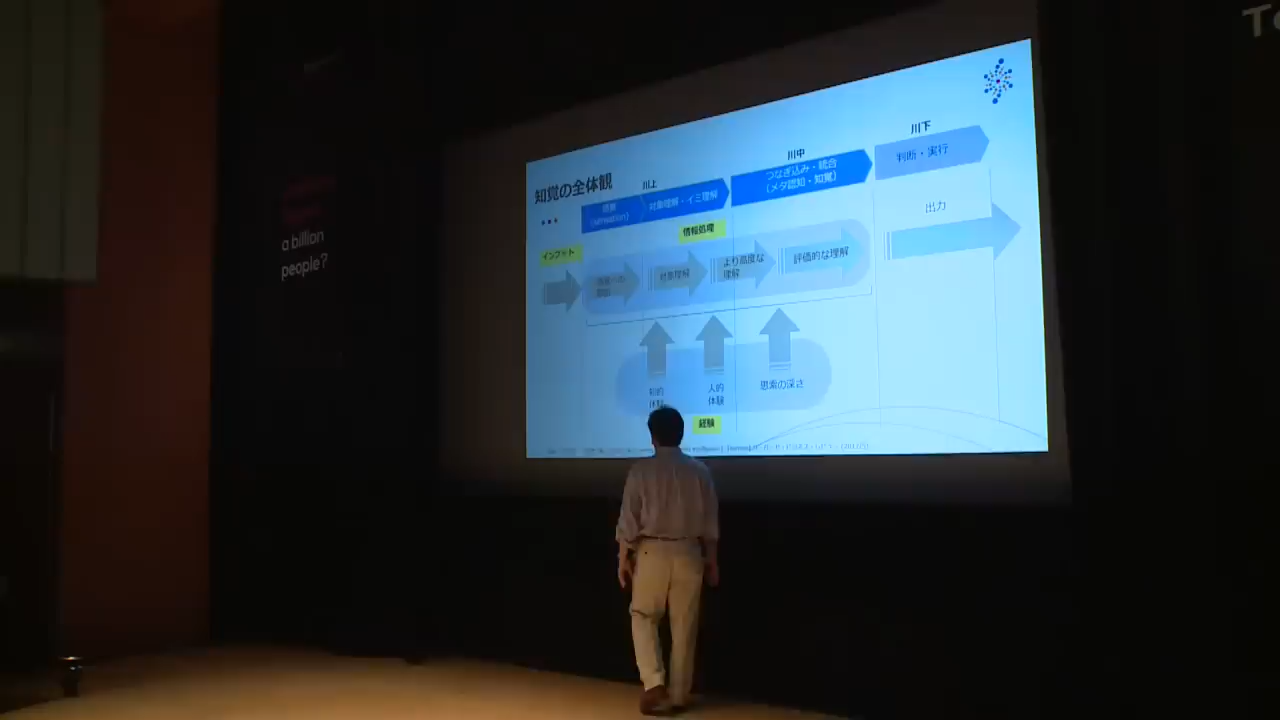 a billion
people?
知覚の全体観
川上
川中
川下
対象理解・イミ理解
つなぎ込み・統合
(メタ認知・知覚)
判断・実行
インプット
情報処理
対象理解
より高度な
理解
評価的な理解
出力
知的
体験
人的
体験
思索の深さ
経験